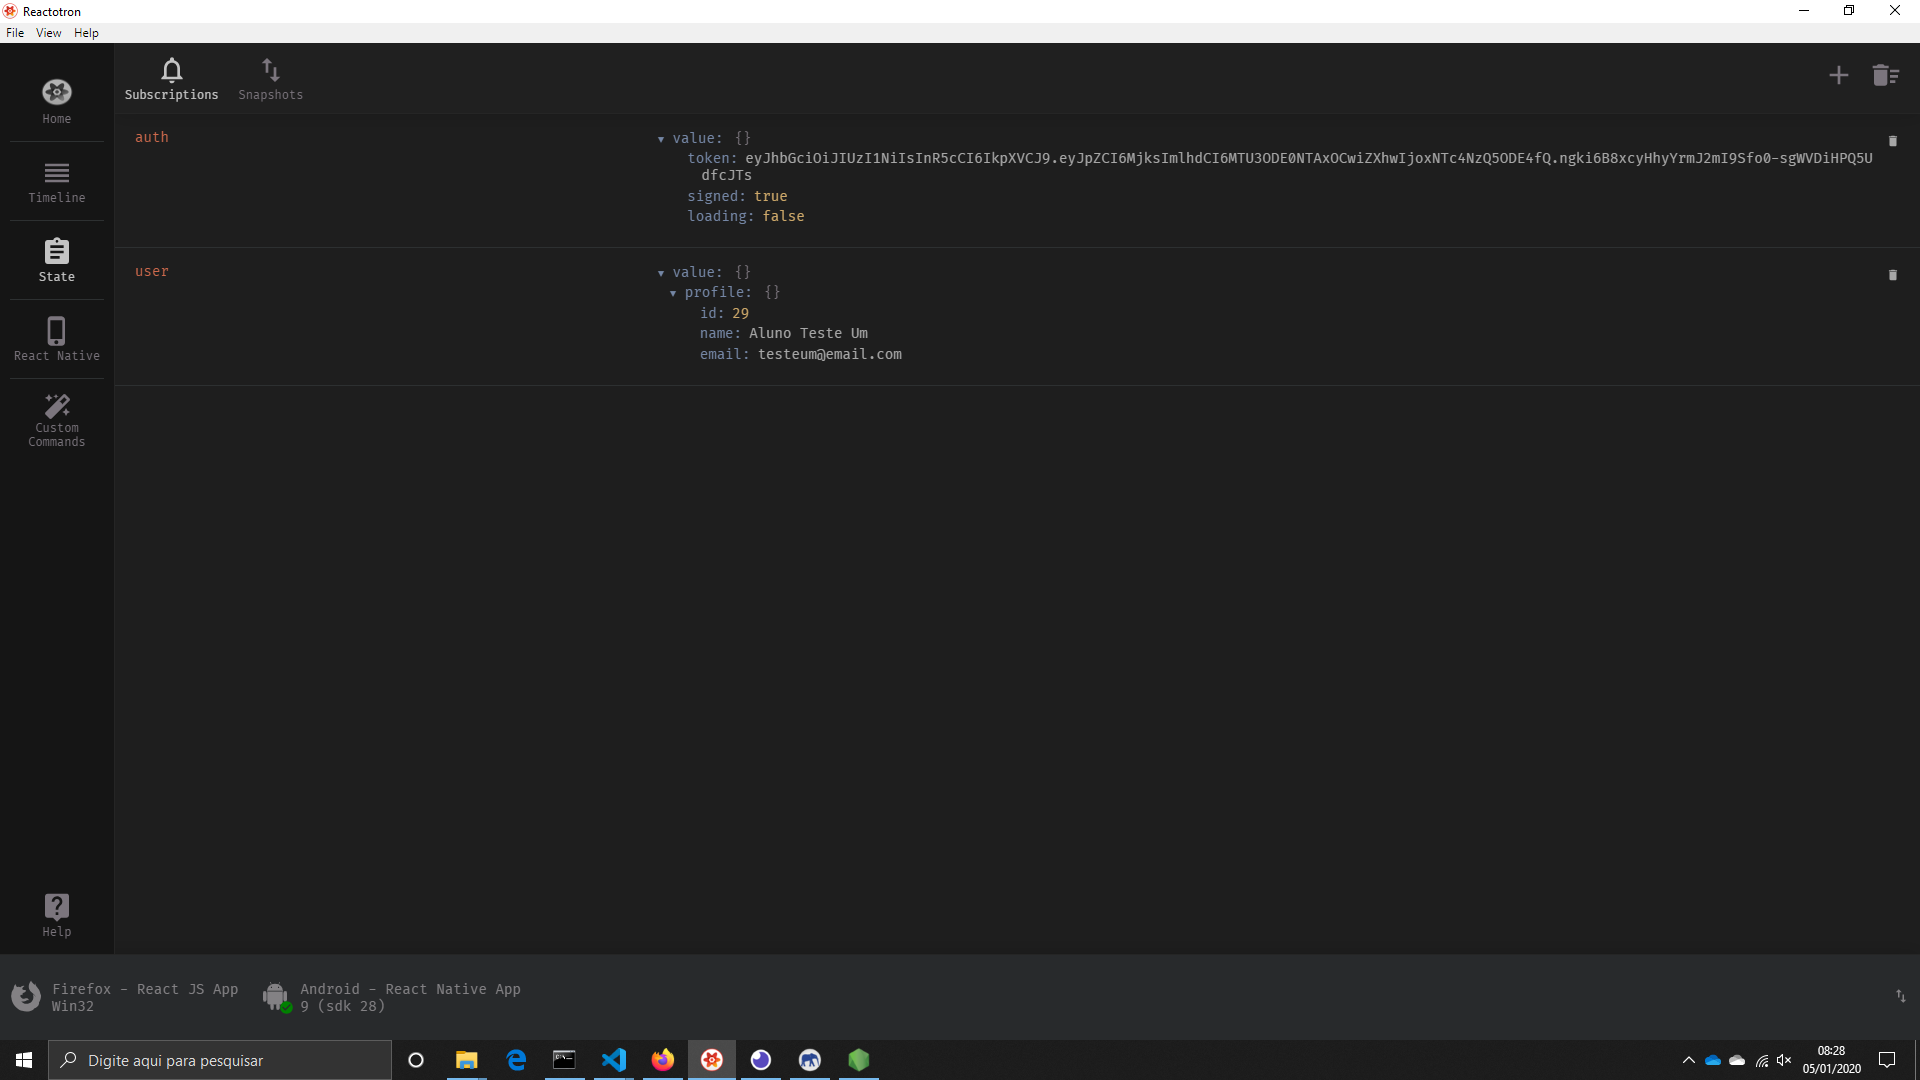 Reactotron
File View Help
Home
Timeline
State
React Native
Custom
Commands
Help
Subscriptions Snapshots
auth
value: {}
token: eyJhbGciOiJIUzI1NiIsInR5cCI6IkpXVCJ9.eyJpZCI6MjksImlhdCI6MTU3ODE0NTAxOCwiZXhwIjoxNTc4NzQ5ODE4fQ.ngki6B8xcyHhyYrmJ2mI9Sfo0-sgWVDiHPQ5U
dfcJTs
signed: true
loading: false
user
value: {}
profile: {}
id: 29
name: Aluno Teste Um
email: testeum@email.com
Firefox - React JS App
Win32
Android - React Native App
9 (sdk 28)
Digite aqui para pesquisar
08:28
05/01/2020